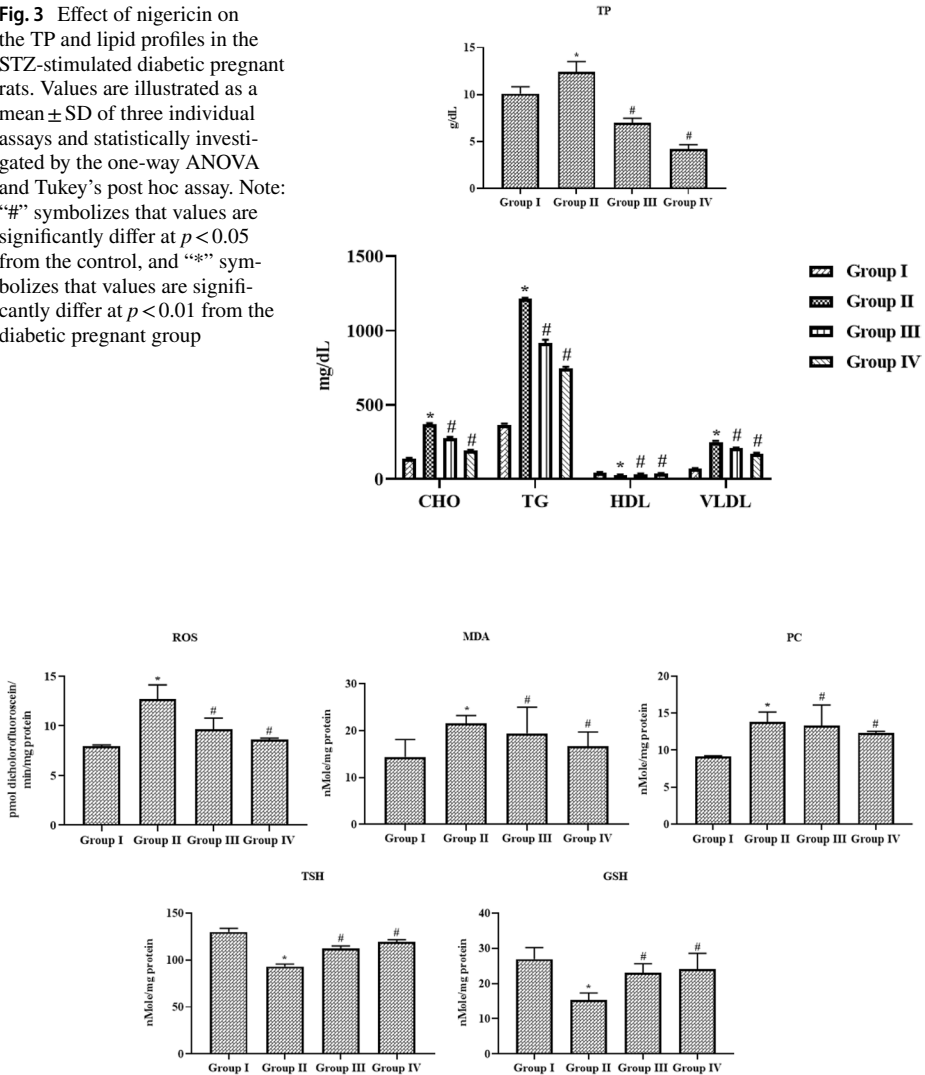 Fig. 3 Effect of nigericin on
the TP and lipid profiles in the
STZ-stimulated diabetic pregnant
rats. Values are illustrated as a
mean ± SD of three individual
assays and statistically investi-
gated by the one-way ANOVA
and Tukey's post hoc assay. Note:
“#” symbolizes that values are
significantly differ at p < 0.05
from the control, and “*” sym-
bolizes that values are signifi-
cantly differ at p < 0.01 from the
diabetic pregnant group
TP
g/dL
15
10
5
0
*
#
#
Group I Group II Group III Group IV
mg/dL
1500
1000
500
0
* # #
* # #
* # #
* # #
CHO TG HDL VLDL
Group I
Group II
Group III
Group IV
ROS
pmol dicholorofluroscein/
min/mg protein
15
10
5
0
*
#
#
Group I Group II Group III Group IV
MDA
nMole/mg protein
30
20
10
0
*
#
#
Group I Group II Group III Group IV
PC
nMole/mg protein
20
15
10
5
0
*
#
#
Group I Group II Group III Group IV
TSH
nMole/mg protein
150
100
50
0
*
#
#
Group I Group II Group III Group IV
GSH
nMole/mg protein
40
30
20
10
0
*
#
#
Group I Group II Group III Group IV